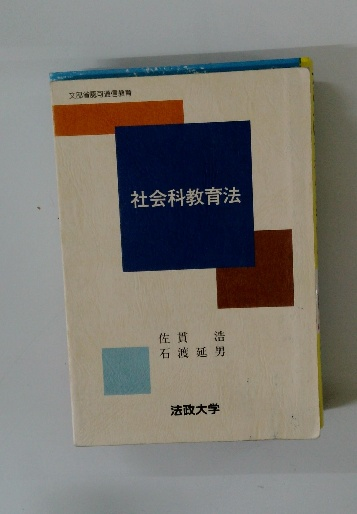 文部省認可通信教育
社会科教育法
佐貫 浩
石渡延男
法政大学